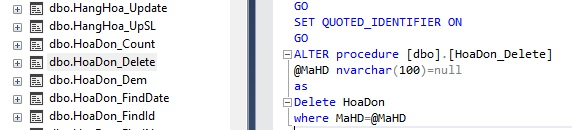 dbo.HangHoa_Update
dbo.HangHoa_UpSL
dbo.HoaDon_Count
dbo.HoaDon_Delete
dbo.HoaDon_Dem
dbo.HoaDon_FindDate
dbo.HoaDon_FindId
GO
SET QUOTED_IDENTIFIER ON
GO
ALTER procedure [dbo].[HoaDon_Delete]
@MaHD nvarchar(100)=null
as
Delete HoaDon
where MaHD=@MaHD